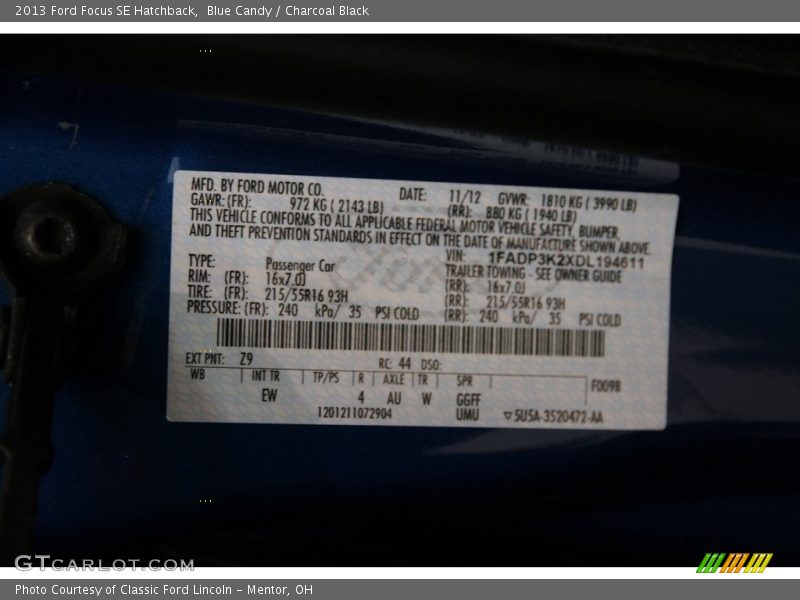 2013 Ford Focus SE Hatchback,  Blue Candy / Charcoal Black
MFD. BY FORD MOTOR CO. DATE: 11/12 GVWR: 1810 KG ( 3990 LB)
GAWR:(FR): 972 KG ( 2143 LB) (RR): 880 KG ( 1940 LB)
THIS VEHICLE CONFORMS TO ALL APPLICABLE FEDERAL MOTOR VEHICLE SAFETY, BUMPER,
AND THEFT PREVENTION STANDARDS IN EFFECT ON THE DATE OF MANUFACTURE SHOWN ABOVE.
VIN: 1FADP3K2XDL194611
TYPE: Passenger Car TRAILER TOWING - SEE OWNER GUIDE
RIM: (FR): 16x7.0J (RR): 16x7.0J
TIRE: (FR): 215/55R16 93H (RR): 215/55R16 93H
PRESSURE: (FR): 240 kPa/ 35 PSI COLD (RR): 240 kPa/ 35 PSI COLD
EXT PNT: Z9 RC: 44 DSO:
WB INT TR TP/PS R AXLE TR SPR F0098
EW 4 AU W GGFF
1201211072904 UMU ▽5USA-3520472-AA
GTCARLOT.COM
Photo Courtesy of Classic Ford Lincoln – Mentor, OH